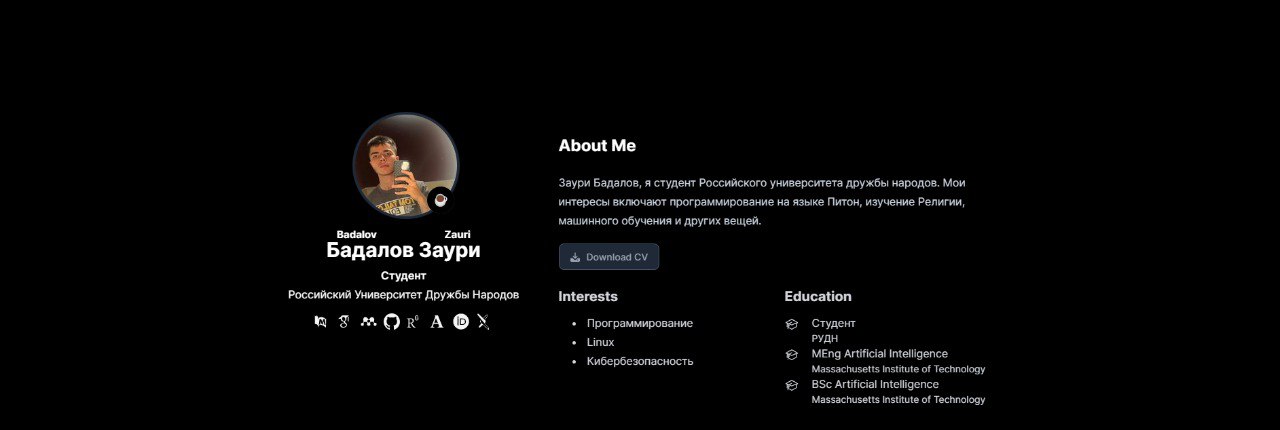 Badalov Zauri
Бадалов Заури
Студент
Российский Университет Дружбы Народов
About Me
Заури Бадалов, я студент Российского университета дружбы народов. Мои
интересы включают программирование на языке Питон, изучение Религии,
машинного обучения и других вещей.
Download CV
Interests
Программирование
Linux
Кибербезопасность
Education
Студент
РУДН
MEng Artificial Intelligence
Massachusetts Institute of Technology
BSc Artificial Intelligence
Massachusetts Institute of Technology